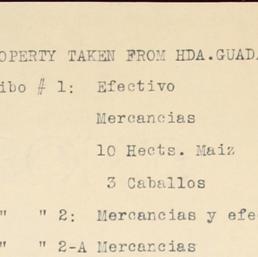 OPERTY TAKEN FROM HDA.GUADA
ibo # 1: Efectivo
Mercancias
10 Hects. Maiz
3 Caballos
" " 2: Mercancias y efe
" " 2-A Mercancias